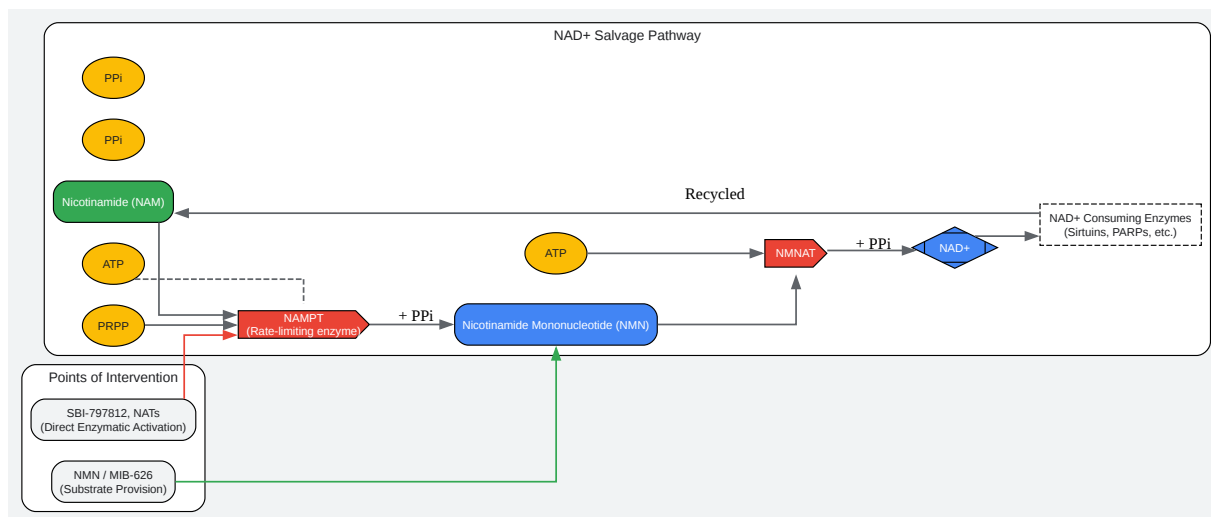 NAD+ Salvage Pathway
PPi
PPi
Nicotinamide (NAM)
Recycled
NAD+ Consuming Enzymes
(Sirtuins, PARPs, etc.)
ATP
ATP
NMNAT
+ PPi
NAD+
PRPP
NAMPT
(Rate-limiting enzyme)
+ PPi
Nicotinamide Mononucleotide (NMN)
Points of Intervention
SBI-797812, NATs
(Direct Enzymatic Activation)
NMN / MIB-626
(Substrate Provision)